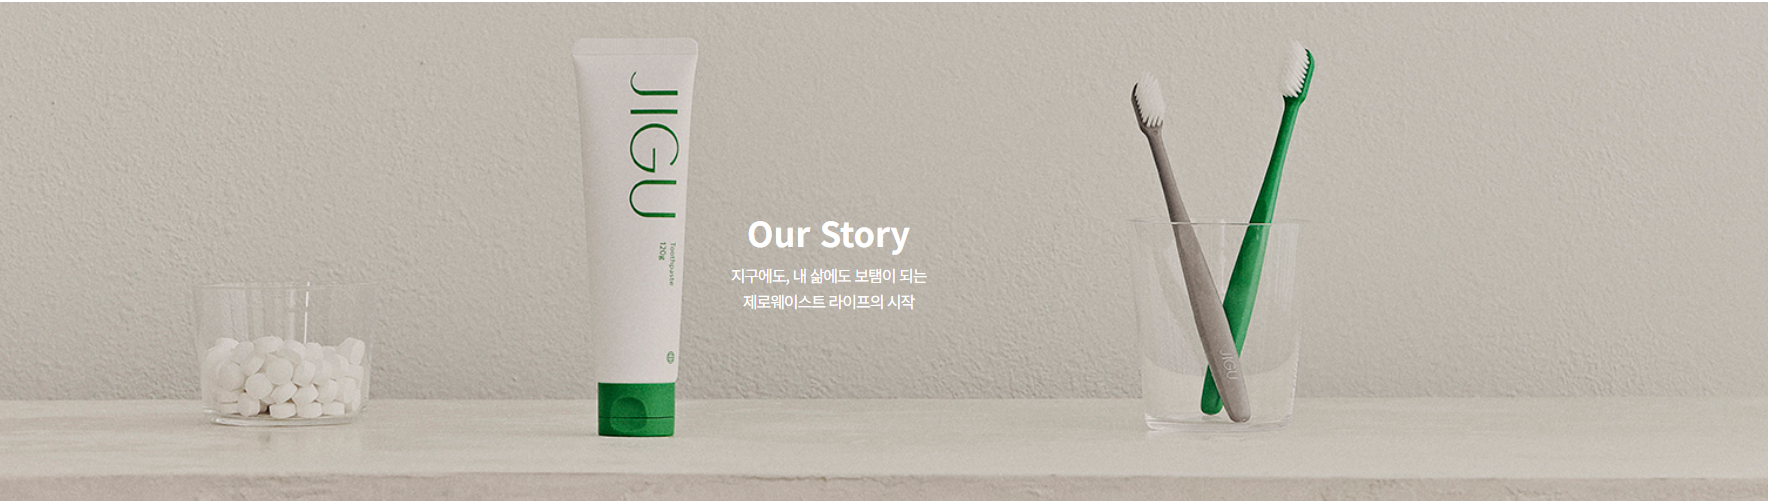 JIGU
Toothpaste
120g
Our Story
지구에도, 내 삶에도 보탬이 되는
제로웨이스트 라이프의 시작
JIGU